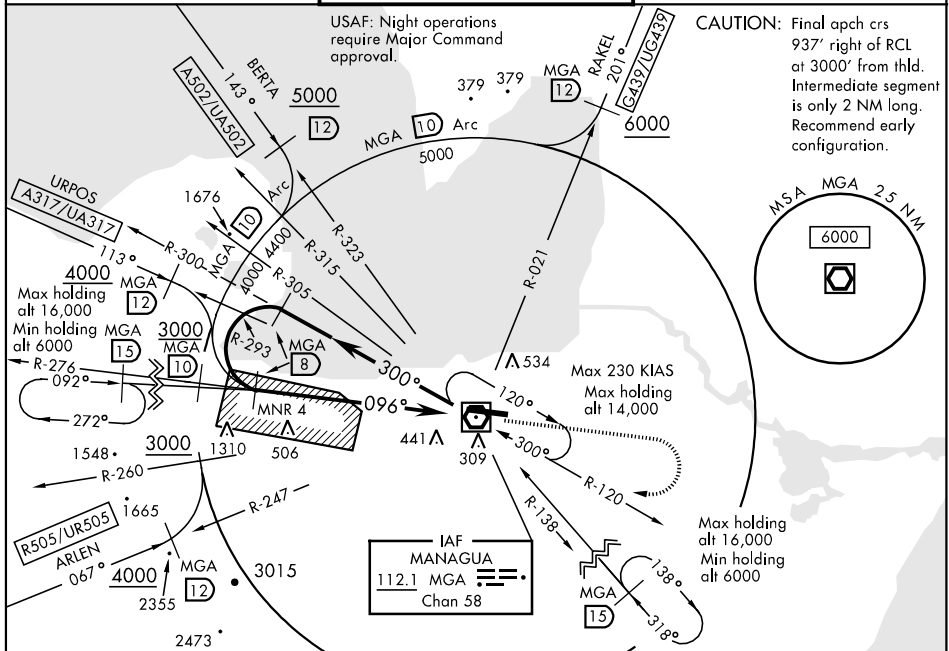 USAF: Night operations
require Major Command
approval.
CAUTION: Final apch crs
937' right of RCL
at 3000' from thld.
Intermediate segment
is only 2 NM long.
Recommend early
configuration.
MSA MGA 25 NM
6000
BERTA
143°
A502/UA502
5000
12
379
379
MGA
12
RAKEL
201°
G439/UG439
6000
MGA 10 Arc
5000
URPOS
A317/UA317
113°
1676
MGA 10 Arc
4000 4400
R-300
R-305
R-315
R-323
R-021
4000
MGA
12
Max holding
alt 16,000
Min holding
alt 6000
MGA
15
3000
MGA
10
R-293
MGA
8
300°
R-276
092°
272°
MNR 4
096°
534
Max 230 KIAS
Max holding
alt 14,000
120°
300°
R-120
441
309
1310
506
1548
3000
R-260
R-247
1665
R505/UR505
ARLEN
067°
4000
2355
MGA
12
3015
2473
IAF
MANAGUA
112.1 MGA
Chan 58
R-138
MGA
15
138°
318°
Max holding
alt 16,000
Min holding
alt 6000